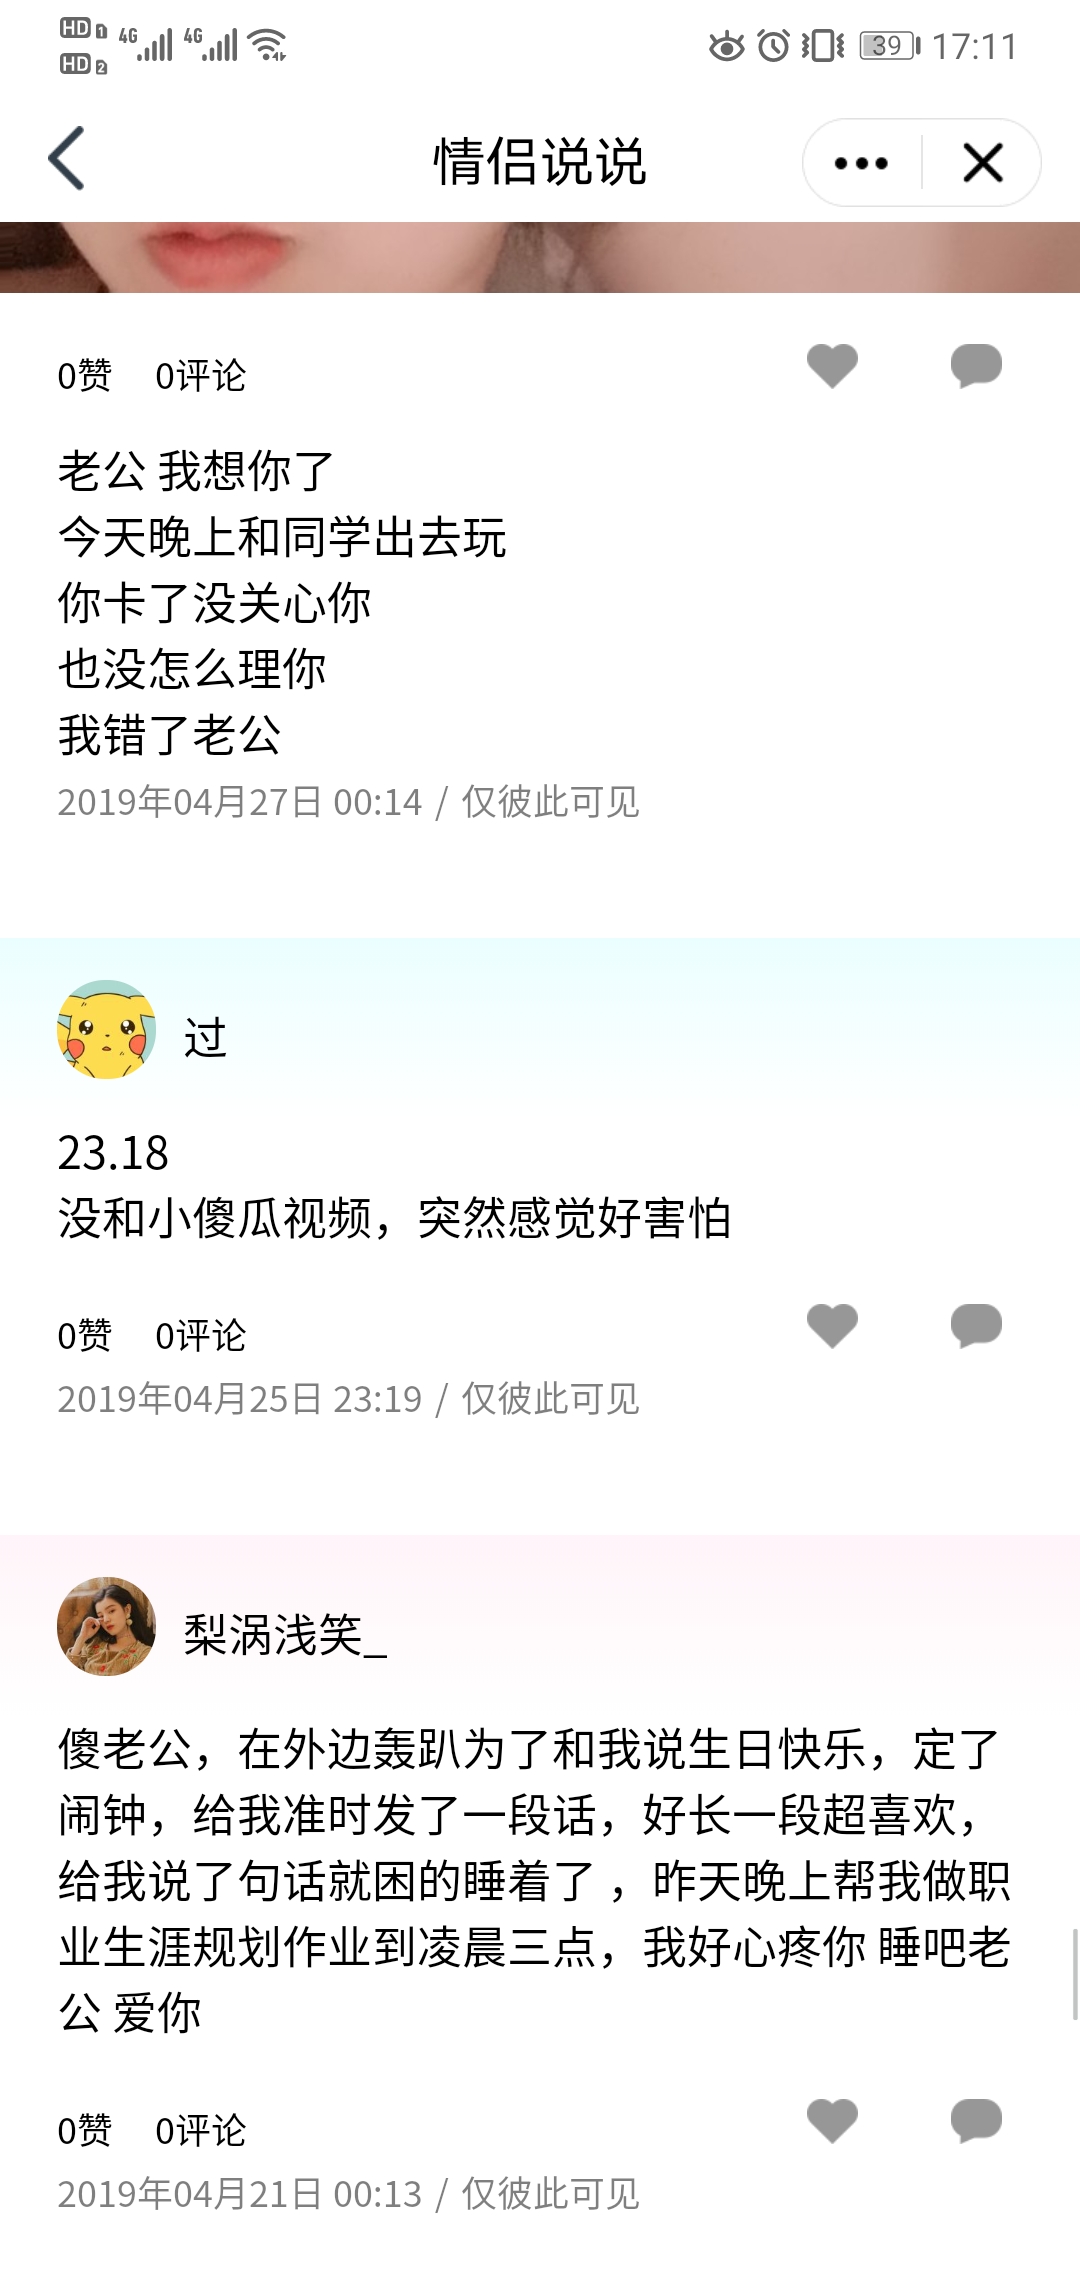 HD 1 4G 4G 39 17:11
HD 2
情侣说说
0赞 0评论
老公 我想你了
今天晚上和同学出去玩
你卡了没关心你
也没怎么理你
我错了老公
2019年04月27日 00:14 / 仅彼此可见
过
23.18
没和小傻瓜视频，突然感觉好害怕
0赞 0评论
2019年04月25日 23:19 / 仅彼此可见
梨涡浅笑_
傻老公，在外边轰趴为了和我说生日快乐，定了
闹钟，给我准时发了一段话，好长一段超喜欢，
给我说了句话就困的睡着了 ，昨天晚上帮我做职
业生涯规划作业到凌晨三点，我好心疼你 睡吧老
公 爱你
0赞 0评论
2019年04月21日 00:13 / 仅彼此可见